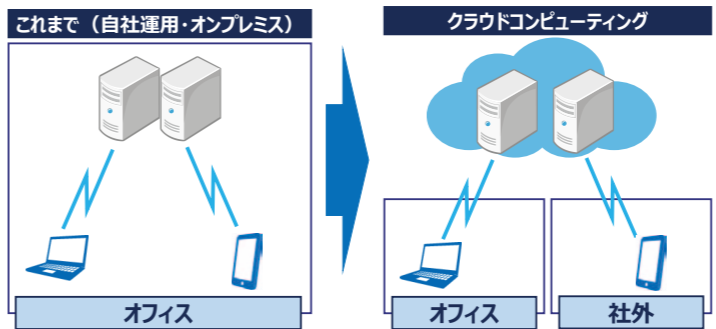 これまで（自社運用・オンプレミス）
クラウドコンピューティング
オフィス
オフィス
社外